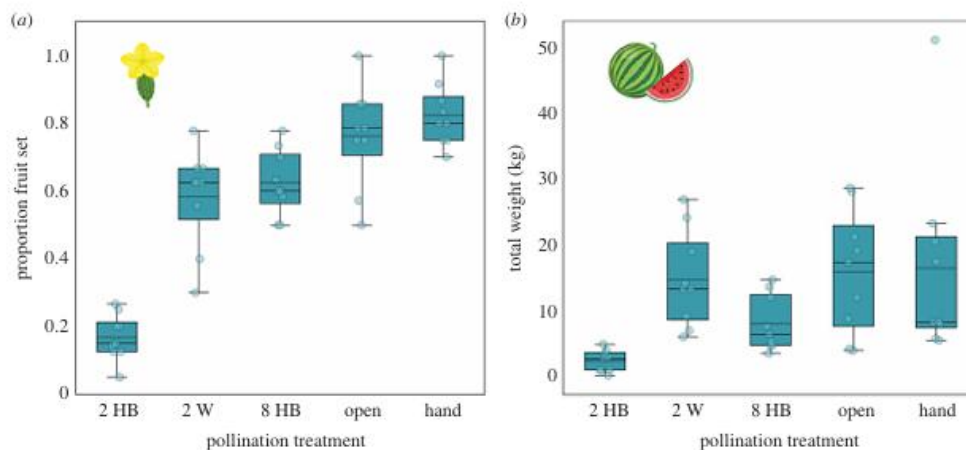 (a)
proportion fruit set
1.0
0.8
0.6
0.4
0.2
0
2 HB 2 W 8 HB open hand
pollination treatment
(b)
total weight (kg)
50
40
30
20
10
0
2 HB 2 W 8 HB open hand
pollination treatment